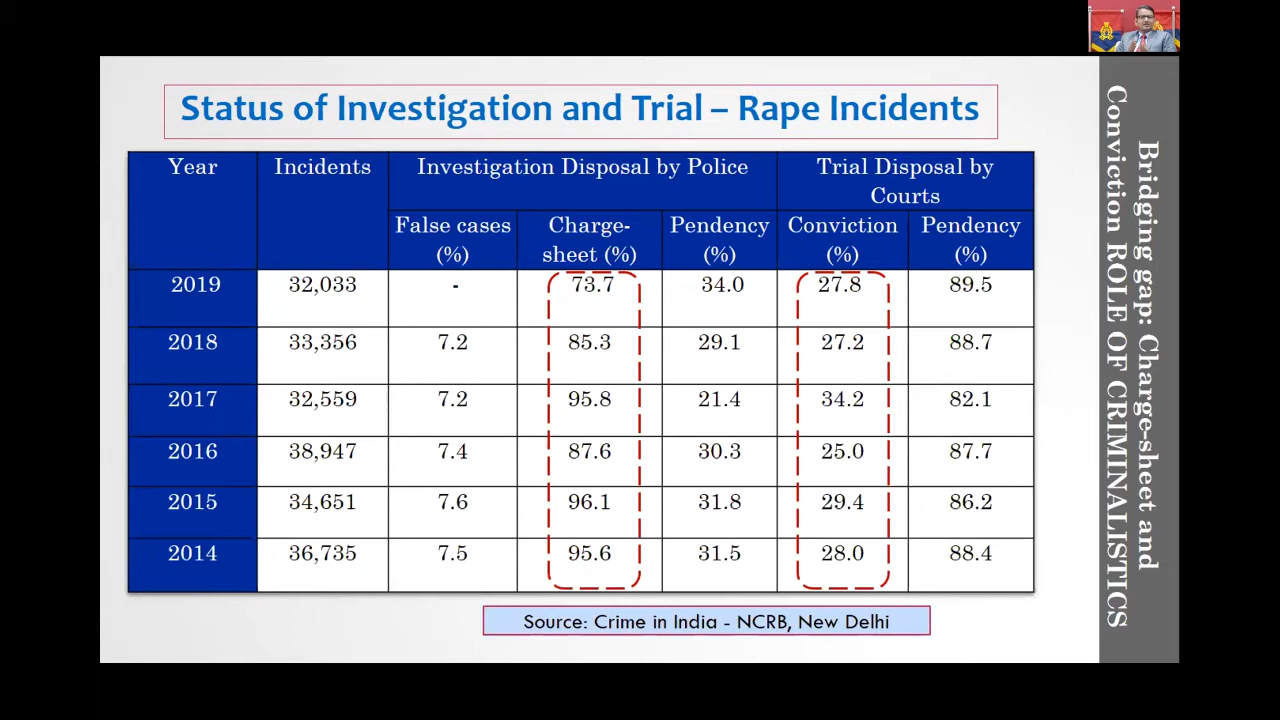 Status of Investigation and Trial – Rape Incidents
Year Incidents Investigation Disposal by Police Trial Disposal by
Courts
False cases Charge- Pendency Conviction Pendency
(%) sheet (%) (%) (%) (%)
2019 32,033 - 73.7 34.0 27.8 89.5
2018 33,356 7.2 85.3 29.1 27.2 88.7
2017 32,559 7.2 95.8 21.4 34.2 82.1
2016 38,947 7.4 87.6 30.3 25.0 87.7
2015 34,651 7.6 96.1 31.8 29.4 86.2
2014 36,735 7.5 95.6 31.5 28.0 88.4
Source: Crime in India - NCRB, New Delhi
Bridging gap: Charge-sheet and
Conviction ROLE OF CRIMINALISTICS